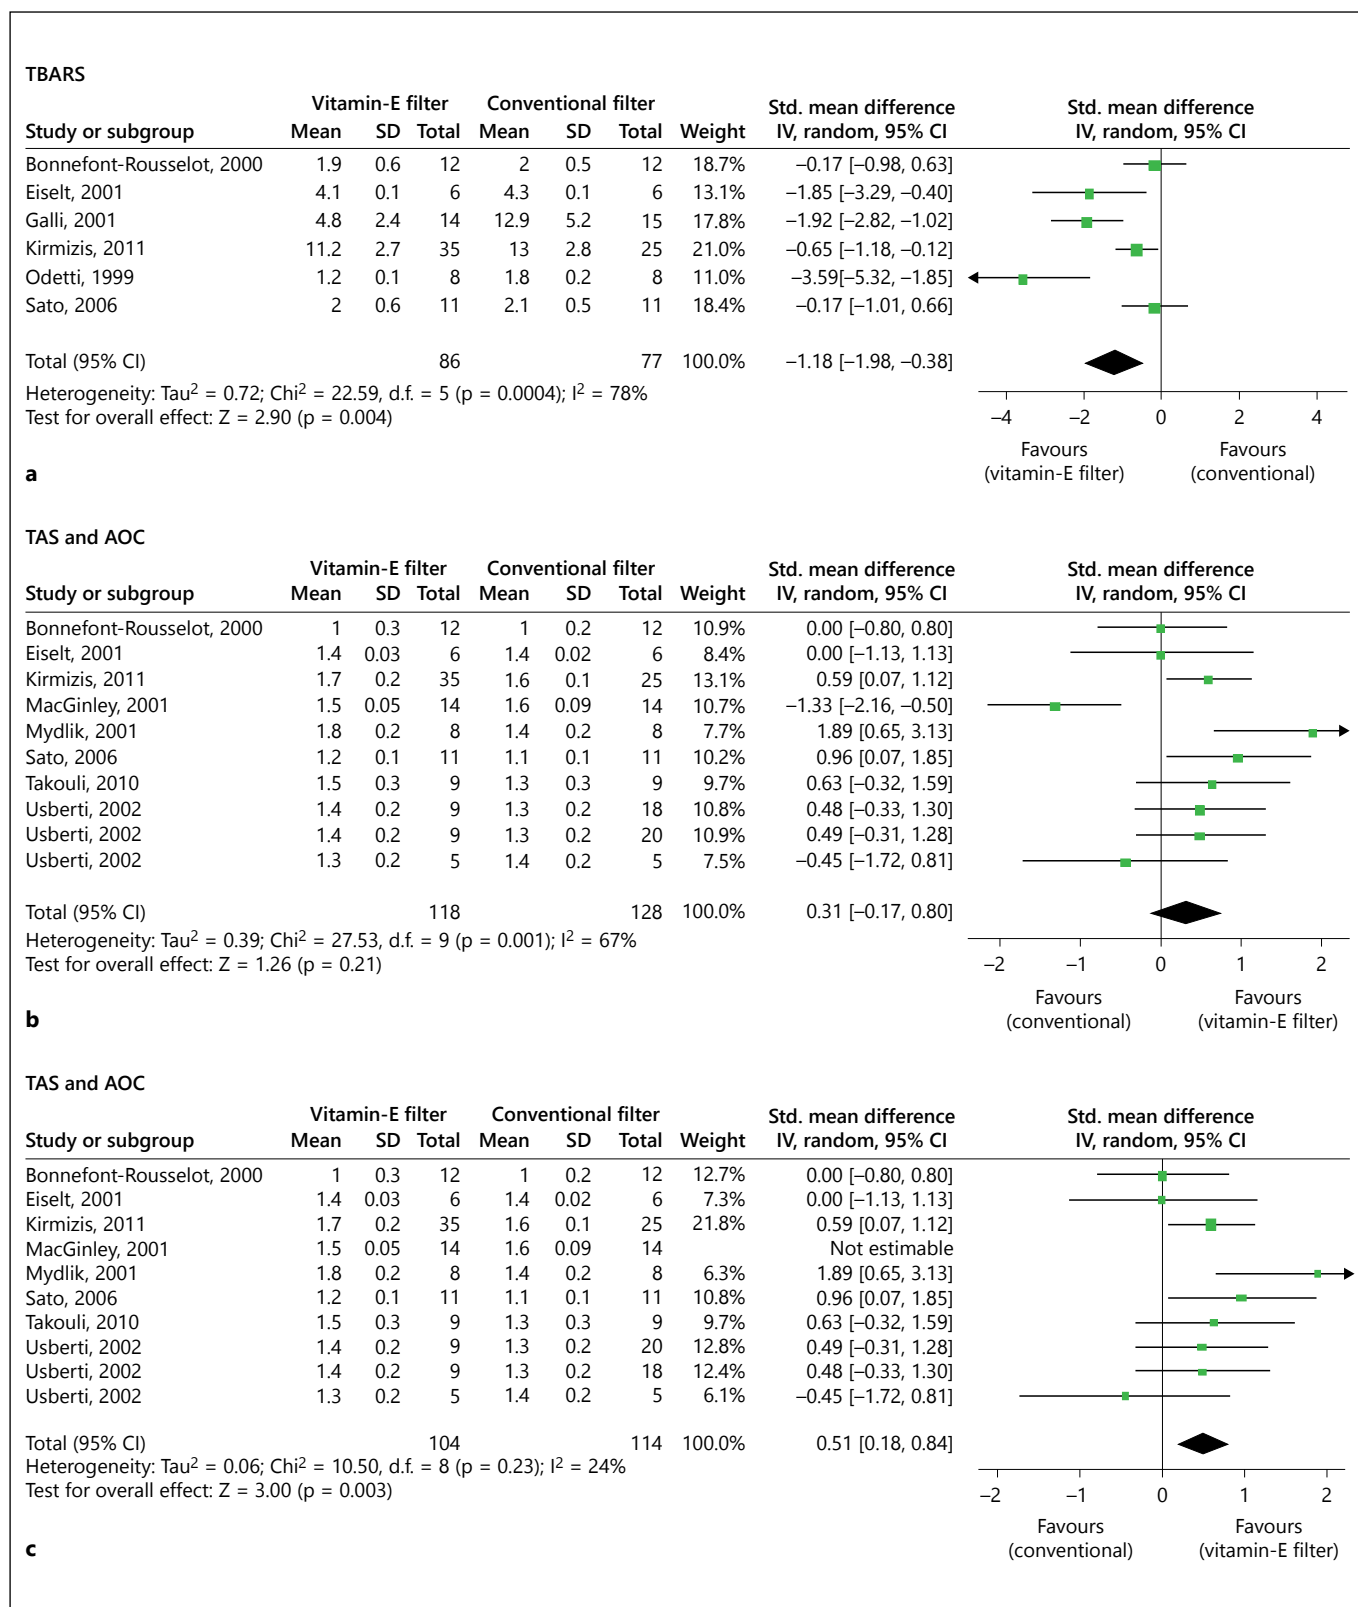 TBARS
Vitamin-E filter Conventional filter Std. mean difference Std. mean difference
Study or subgroup Mean SD Total Mean SD Total Weight IV, random, 95% CI IV, random, 95% CI
Bonnefont-Rousselot, 2000 1.9 0.6 12 2 0.5 12 18.7% –0.17 [–0.98, 0.63]
Eiselt, 2001 4.1 0.1 6 4.3 0.1 6 13.1% –1.85 [–3.29, –0.40]
Galli, 2001 4.8 2.4 14 12.9 5.2 15 17.8% –1.92 [–2.82, –1.02]
Kirmizis, 2011 11.2 2.7 35 13 2.8 25 21.0% –0.65 [–1.18, –0.12]
Odetti, 1999 1.2 0.1 8 1.8 0.2 8 11.0% –3.59[–5.32, –1.85]
Sato, 2006 2 0.6 11 2.1 0.5 11 18.4% –0.17 [–1.01, 0.66]
Total (95% CI) 86 77 100.0% –1.18 [–1.98, –0.38]
Heterogeneity: Tau² = 0.72; Chi² = 22.59, d.f. = 5 (p = 0.0004); I² = 78%
Test for overall effect: Z = 2.90 (p = 0.004)
–4 –2 0 2 4
Favours Favours
(vitamin-E filter) (conventional)
a
TAS and AOC
Vitamin-E filter Conventional filter Std. mean difference Std. mean difference
Study or subgroup Mean SD Total Mean SD Total Weight IV, random, 95% CI IV, random, 95% CI
Bonnefont-Rousselot, 2000 1 0.3 12 1 0.2 12 10.9% 0.00 [–0.80, 0.80]
Eiselt, 2001 1.4 0.03 6 1.4 0.02 6 8.4% 0.00 [–1.13, 1.13]
Kirmizis, 2011 1.7 0.2 35 1.6 0.1 25 13.1% 0.59 [0.07, 1.12]
MacGinley, 2001 1.5 0.05 14 1.6 0.09 14 10.7% –1.33 [–2.16, –0.50]
Mydlik, 2001 1.8 0.2 8 1.4 0.2 8 7.7% 1.89 [0.65, 3.13]
Sato, 2006 1.2 0.1 11 1.1 0.1 11 10.2% 0.96 [0.07, 1.85]
Takouli, 2010 1.5 0.3 9 1.3 0.3 9 9.7% 0.63 [–0.32, 1.59]
Usberti, 2002 1.4 0.2 9 1.3 0.2 18 10.8% 0.48 [–0.33, 1.30]
Usberti, 2002 1.4 0.2 9 1.3 0.2 20 10.9% 0.49 [–0.31, 1.28]
Usberti, 2002 1.3 0.2 5 1.4 0.2 5 7.5% –0.45 [–1.72, 0.81]
Total (95% CI) 118 128 100.0% 0.31 [–0.17, 0.80]
Heterogeneity: Tau² = 0.39; Chi² = 27.53, d.f. = 9 (p = 0.001); I² = 67%
Test for overall effect: Z = 1.26 (p = 0.21)
–2 –1 0 1 2
Favours Favours
(conventional) (vitamin-E filter)
b
TAS and AOC
Vitamin-E filter Conventional filter Std. mean difference Std. mean difference
Study or subgroup Mean SD Total Mean SD Total Weight IV, random, 95% CI IV, random, 95% CI
Bonnefont-Rousselot, 2000 1 0.3 12 1 0.2 12 12.7% 0.00 [–0.80, 0.80]
Eiselt, 2001 1.4 0.03 6 1.4 0.02 6 7.3% 0.00 [–1.13, 1.13]
Kirmizis, 2011 1.7 0.2 35 1.6 0.1 25 21.8% 0.59 [0.07, 1.12]
MacGinley, 2001 1.5 0.05 14 1.6 0.09 14 Not estimable
Mydlik, 2001 1.8 0.2 8 1.4 0.2 8 6.3% 1.89 [0.65, 3.13]
Sato, 2006 1.2 0.1 11 1.1 0.1 11 10.8% 0.96 [0.07, 1.85]
Takouli, 2010 1.5 0.3 9 1.3 0.3 9 9.7% 0.63 [–0.32, 1.59]
Usberti, 2002 1.4 0.2 9 1.3 0.2 20 12.8% 0.49 [–0.31, 1.28]
Usberti, 2002 1.4 0.2 9 1.3 0.2 18 12.4% 0.48 [–0.33, 1.30]
Usberti, 2002 1.3 0.2 5 1.4 0.2 5 6.1% –0.45 [–1.72, 0.81]
Total (95% CI) 104 114 100.0% 0.51 [0.18, 0.84]
Heterogeneity: Tau² = 0.06; Chi² = 10.50, d.f. = 8 (p = 0.23); I² = 24%
Test for overall effect: Z = 3.00 (p = 0.003)
–2 –1 0 1 2
Favours Favours
(conventional) (vitamin-E filter)
c